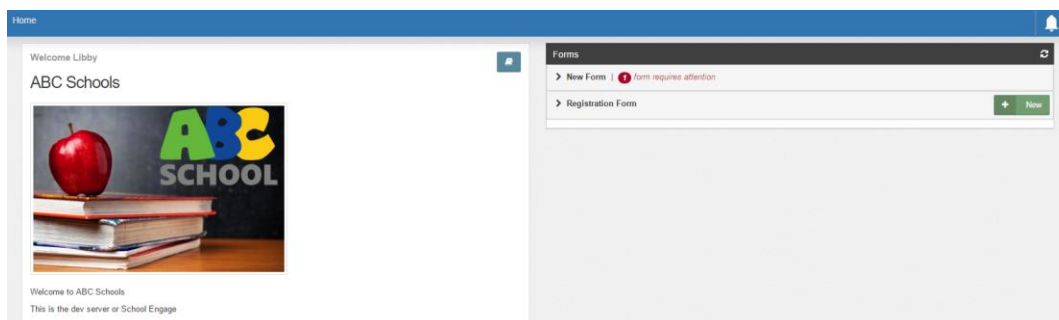 Home
Welcome Libby
ABC Schools
ABC
SCHOOL
Welcome to ABC Schools
This is the dev server or School Engage
Forms
New Form | 1 form requires attention
Registration Form
+ New